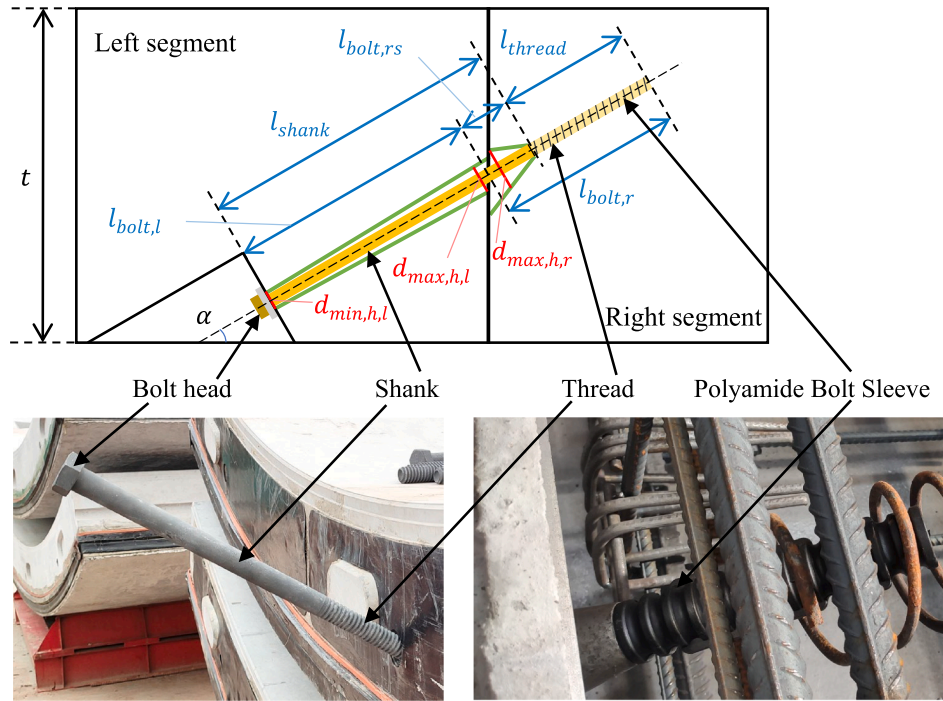 Left segment
l_bolt,rs
l_thread
l_shank
t
l_bolt,l
l_bolt,r
d_max,h,l
d_max,h,r
d_min,h,l
α
Right segment
Bolt head
Shank
Thread
Polyamide Bolt Sleeve